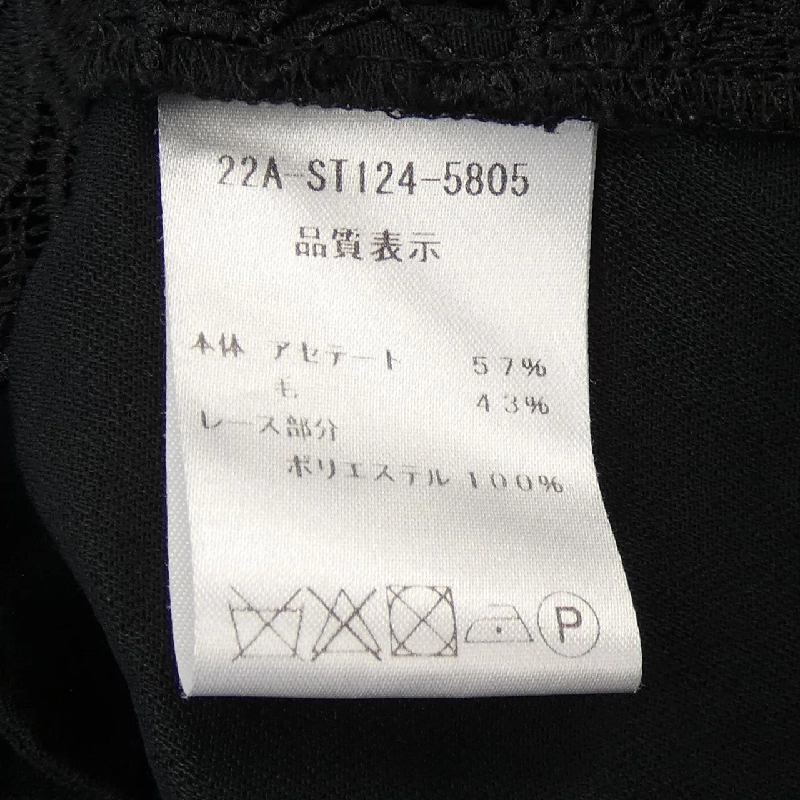 22A-ST124-5805
品質表示
本体 アセテート 57%
毛 43%
レース部分
ポリエステル 100%
P